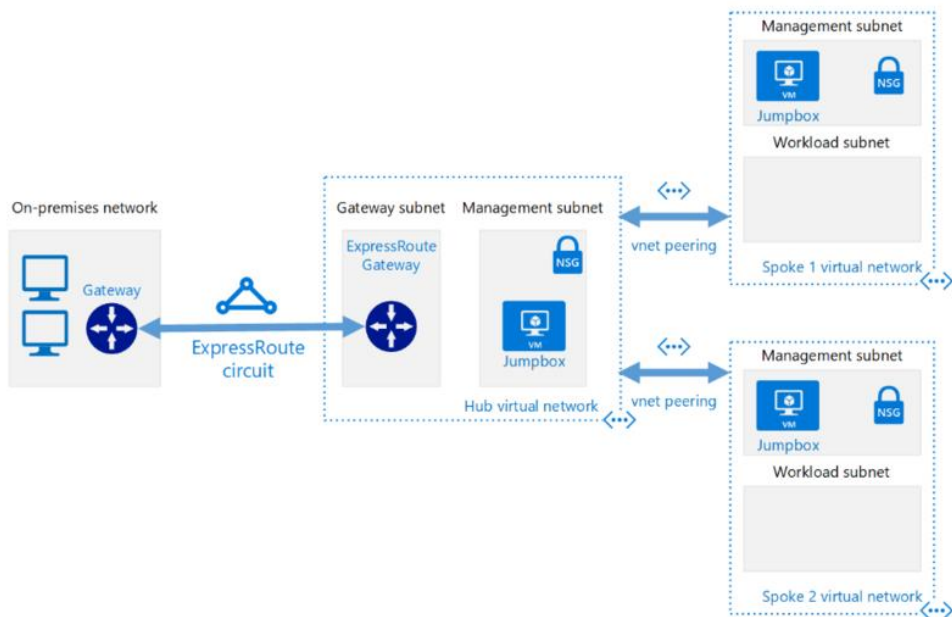 On-premises network
Gateway
ExpressRoute
circuit
Gateway subnet
ExpressRoute
Gateway
Management subnet
NSG
VM
Jumpbox
Hub virtual network
vnet peering
vnet peering
Management subnet
VM
NSG
Jumpbox
Workload subnet
Spoke 1 virtual network
Management subnet
VM
NSG
Jumpbox
Workload subnet
Spoke 2 virtual network